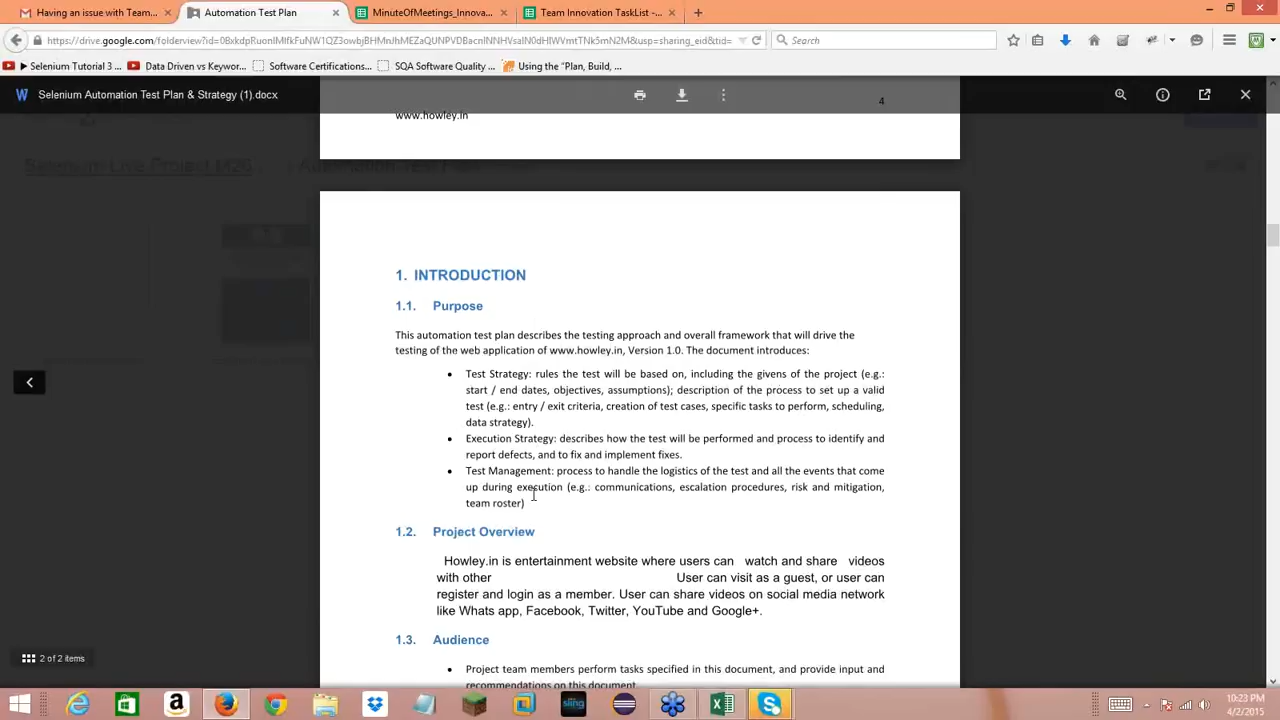 Having an issue with Team...
Automation Test Plan
MinuteOfMeetings_Innova...
Team Innovation TaskList -...
Search
Selenium Tutorial 3 ...
Data Driven vs Keywor...
Software Certifications...
SQA Software Quality ...
Using the "Plan, Build, ...
Selenium Automation Test Plan & Strategy (1).docx
4
www.howley.in
Selenium Live Project M26
Automation Test Plan
1. INTRODUCTION
1.1. Purpose
This automation test plan describes the testing approach and overall framework that will drive the
testing of the web application of www.howley.in, Version 1.0. The document introduces:
• Test Strategy: rules the test will be based on, including the givens of the project (e.g.:
start / end dates, objectives, assumptions); description of the process to set up a valid
test (e.g.: entry / exit criteria, creation of test cases, specific tasks to perform, scheduling,
data strategy).
• Execution Strategy: describes how the test will be performed and process to identify and
report defects, and to fix and implement fixes.
• Test Management: process to handle the logistics of the test and all the events that come
up during execution (e.g.: communications, escalation procedures, risk and mitigation,
team roster)
1.2. Project Overview
Howley.in is entertainment website where users can watch and share videos
with other User can visit as a guest, or user can
register and login as a member. User can share videos on social media network
like Whats app, Facebook, Twitter, YouTube and Google+.
1.3. Audience
• Project team members perform tasks specified in this document, and provide input and
recommendations on this document.
2 of 2 items
10:23 PM
4/2/2015